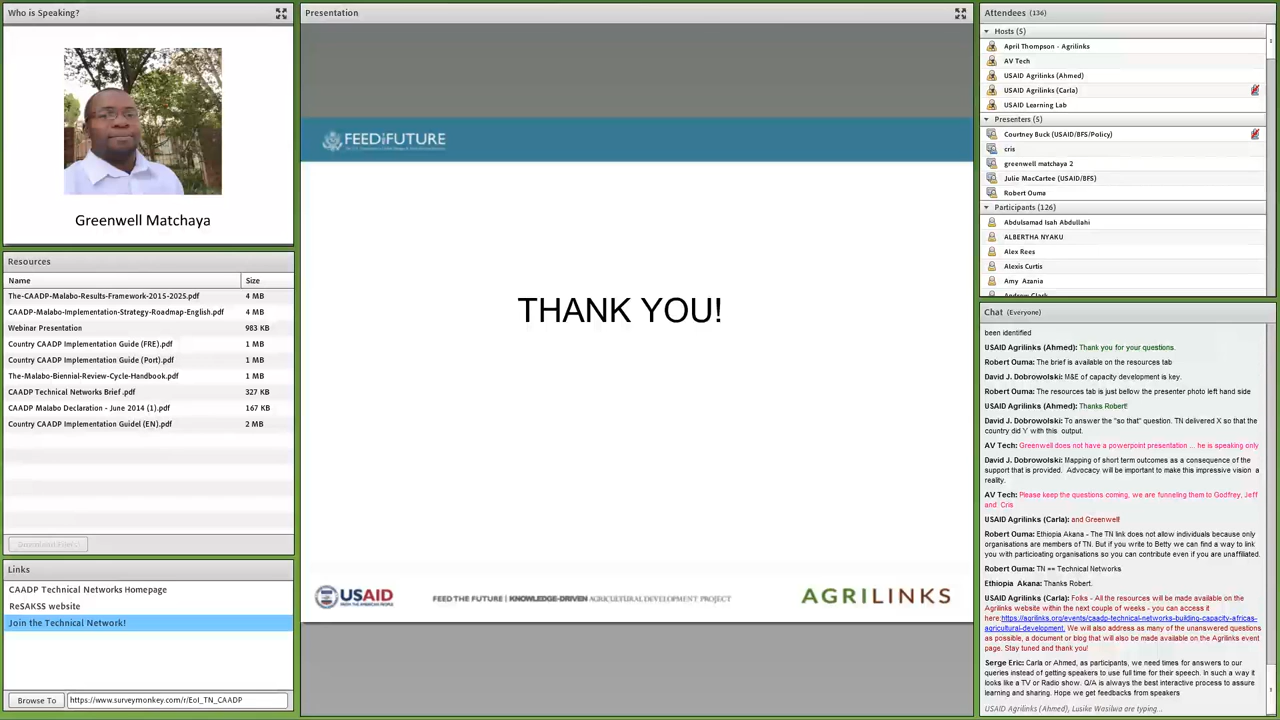 Who is Speaking?
Greenwell Matchaya
Resources
Name Size
The-CAADP-Malabo-Results-Framework-2015-2025.pdf 4 MB
CAADP-Malabo-Implementation-Strategy-Roadmap-English.pdf 4 MB
Webinar Presentation 983 KB
Country CAADP Implementation Guide (FRE).pdf 1 MB
Country CAADP Implementation Guide (Port).pdf 1 MB
The-Malabo-Biennial-Review-Cycle-Handbook.pdf 1 MB
CAADP Technical Networks Brief .pdf 327 KB
CAADP Malabo Declaration - June 2014 (1).pdf 167 KB
Country CAADP Implementation Guidel (EN).pdf 2 MB
Links
CAADP Technical Networks Homepage
ReSAKSS website
Join the Technical Network!
Browse To https://www.surveymonkey.com/r/EoI_TN_CAADP
Presentation
FEED THE FUTURE
THANK YOU!
USAID
FROM THE AMERICAN PEOPLE
FEED THE FUTURE | KNOWLEDGE-DRIVEN AGRICULTURAL DEVELOPMENT PROJECT
AGRILINKS
Attendees (136)
Hosts (5)
April Thompson - Agrilinks
AV Tech
USAID Agrilinks (Ahmed)
USAID Agrilinks (Carla)
USAID Learning Lab
Presenters (5)
Courtney Buck (USAID/BFS/Policy)
cris
greenwell matchaya 2
Julie MacCartee (USAID/BFS)
Robert Ouma
Participants (126)
Abdulsamad Isah Abdullahi
ALBERTHA NYAKU
Alex Rees
Alexis Curtis
Amy Azania
Andrew Clark
Chat (Everyone)
been identified
USAID Agrilinks (Ahmed): Thank you for your questions.
Robert Ouma: The brief is available on the resources tab
David J. Dobrowolski: M&E of capacity development is key.
Robert Ouma: The resources tab is just bellow the presenter photo left hand side
USAID Agrilinks (Ahmed): Thanks Robert!
David J. Dobrowolski: To answer the "so that" question. TN delivered X so that the
country did Y with this output.
AV Tech: Greenwell does not have a powerpoint presentation ... he is speaking only
David J. Dobrowolski: Mapping of short term outcomes as a consequence of the
support that is provided. Advocacy will be important to make this impressive vision a
reality.
AV Tech: Please keep the questions coming, we are funneling them to Godfrey, Jeff
and Cris
USAID Agrilinks (Carla): and Greenwell!
Robert Ouma: Ethiopia Akana - The TN link does not allow individuals because only
organisations are members of TN. But if you write to Betty we can find a way to link
you with particiating organisations so you can contribute even if you are unaffiliated.
Robert Ouma: TN == Technical Networks
Ethiopia Akana: Thanks Robert.
USAID Agrilinks (Carla): Folks - All the resources will be made available on the
Agrilinks website within the next couple of weeks - you can access it
here:https://agrilinks.org/events/caadp-technical-networks-building-capacity-africas-
agricultural-development. We will also address as many of the unanswered questions
as possible, a document or blog that will also be made available on the Agrilinks event
page. Stay tuned and thank you!
Serge Eric: Carla or Ahmed, as participants, we need times for answers to our
queries instead of getting speakers to use full time for their speech. In such a way it
looks like a TV or Radio show. Q/A is always the best interactive process to assure
learning and sharing. Hope we get feedbacks from speakers
USAID Agrilinks (Ahmed), Lusike Wasilwa are typing...